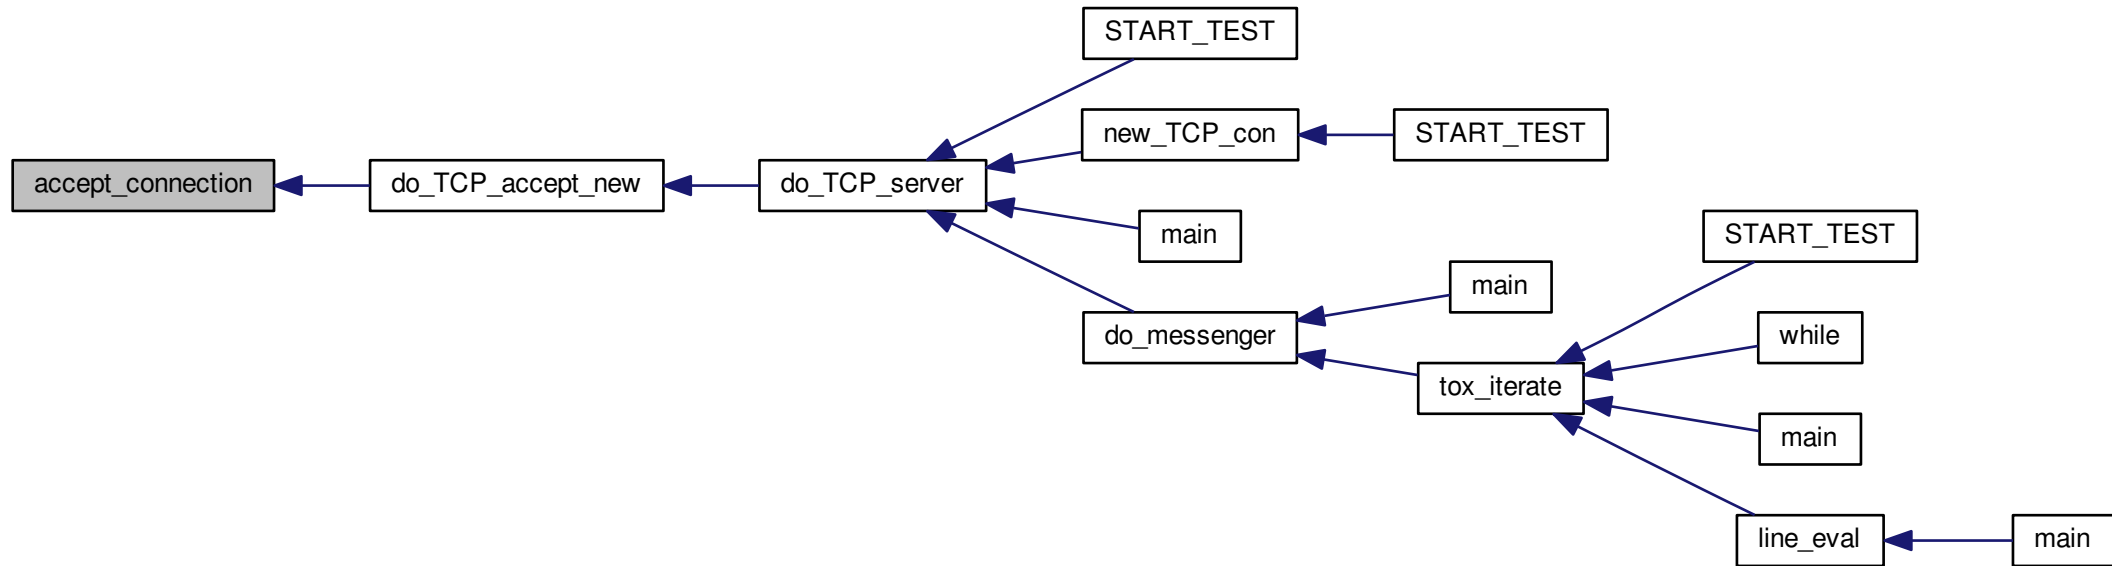 START_TEST
new_TCP_con
START_TEST
accept_connection
do_TCP_accept_new
do_TCP_server
main
START_TEST
main
do_messenger
while
tox_iterate
main
line_eval
main